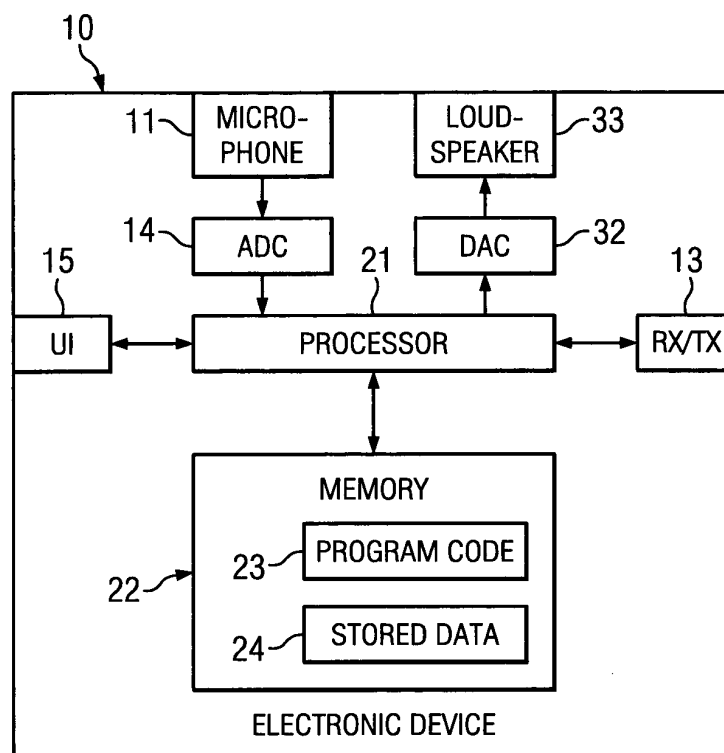 10
11
MICRO-
PHONE
LOUD-
SPEAKER
33
14
ADC
DAC
32
15
21
13
UI
PROCESSOR
RX/TX
MEMORY
23
PROGRAM CODE
22
24
STORED DATA
ELECTRONIC DEVICE